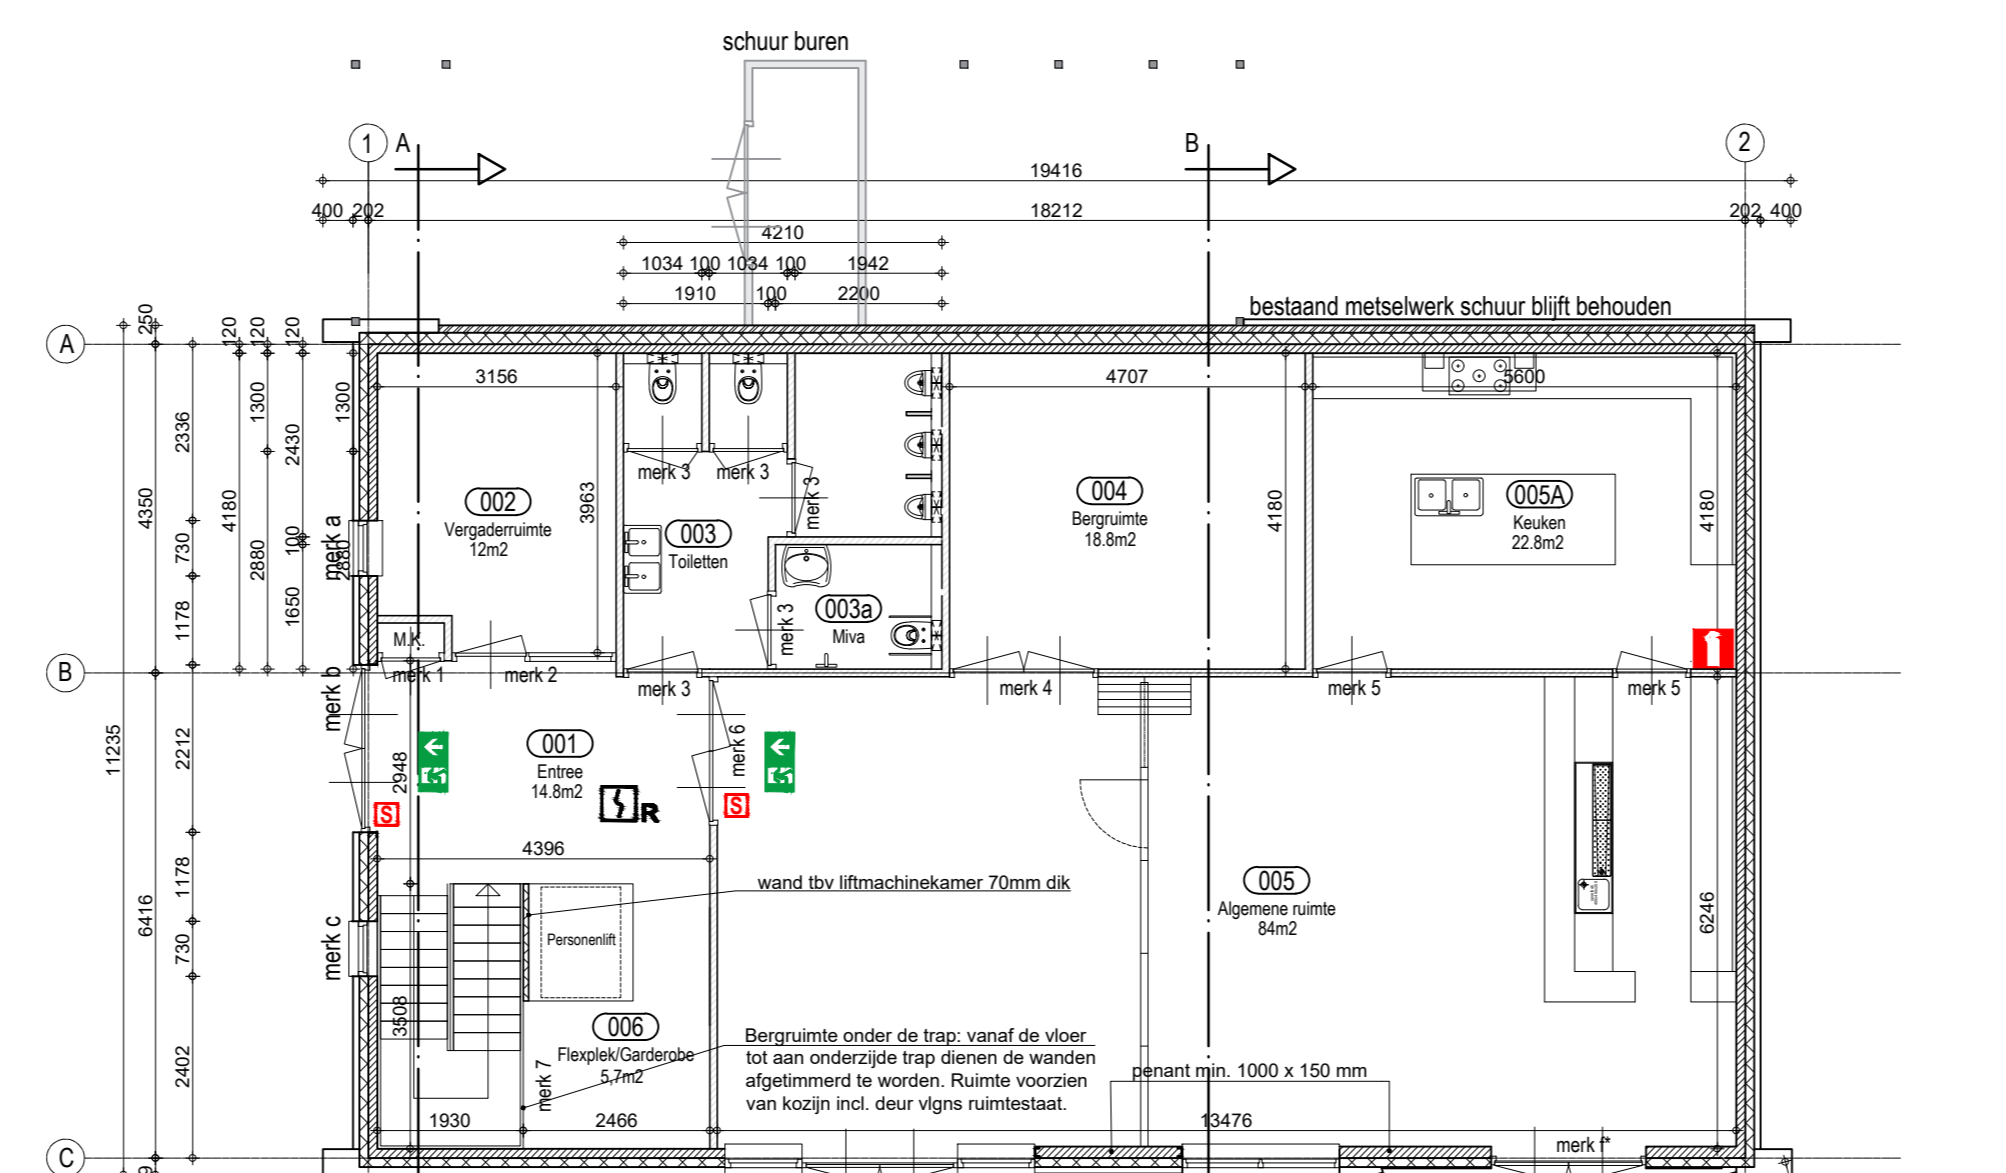 schuur buren
1
A
B
2
19416
400
202
18212
202
400
4210
1034
100
1034
100
1942
1910
100
2200
bestaand metselwerk schuur blijft behouden
250
120
120
120
A
3156
4707
5600
1300
1300
2336
2430
merk 3
merk 3
merk 3
002
Vergaderruimte
12m2
3963
003
Toiletten
004
Bergruimte
18.8m2
4180
005A
Keuken
22.8m2
4180
4350
4180
730
2880
100
2880
merk a
1178
1650
003a
Miva
merk 3
M.K.
B
merk 1
merk 2
merk 3
merk 4
merk 5
merk 5
merk b
11235
2212
2948
001
Entree
14.8m2
merk 6
S
R
S
4396
wand tbv liftmachinekamer 70mm dik
1178
6416
730
merk c
Personenlift
005
Algemene ruimte
84m2
6246
3508
006
Flexplek/Garderobe
5,7m2
merk 7
2402
Bergruimte onder de trap: vanaf de vloer
tot aan onderzijde trap dienen de wanden
afgetimmerd te worden. Ruimte voorzien
van kozijn incl. deur vlgns ruimtestaat.
penant min. 1000 x 150 mm
1930
2466
13476
merk f*
C